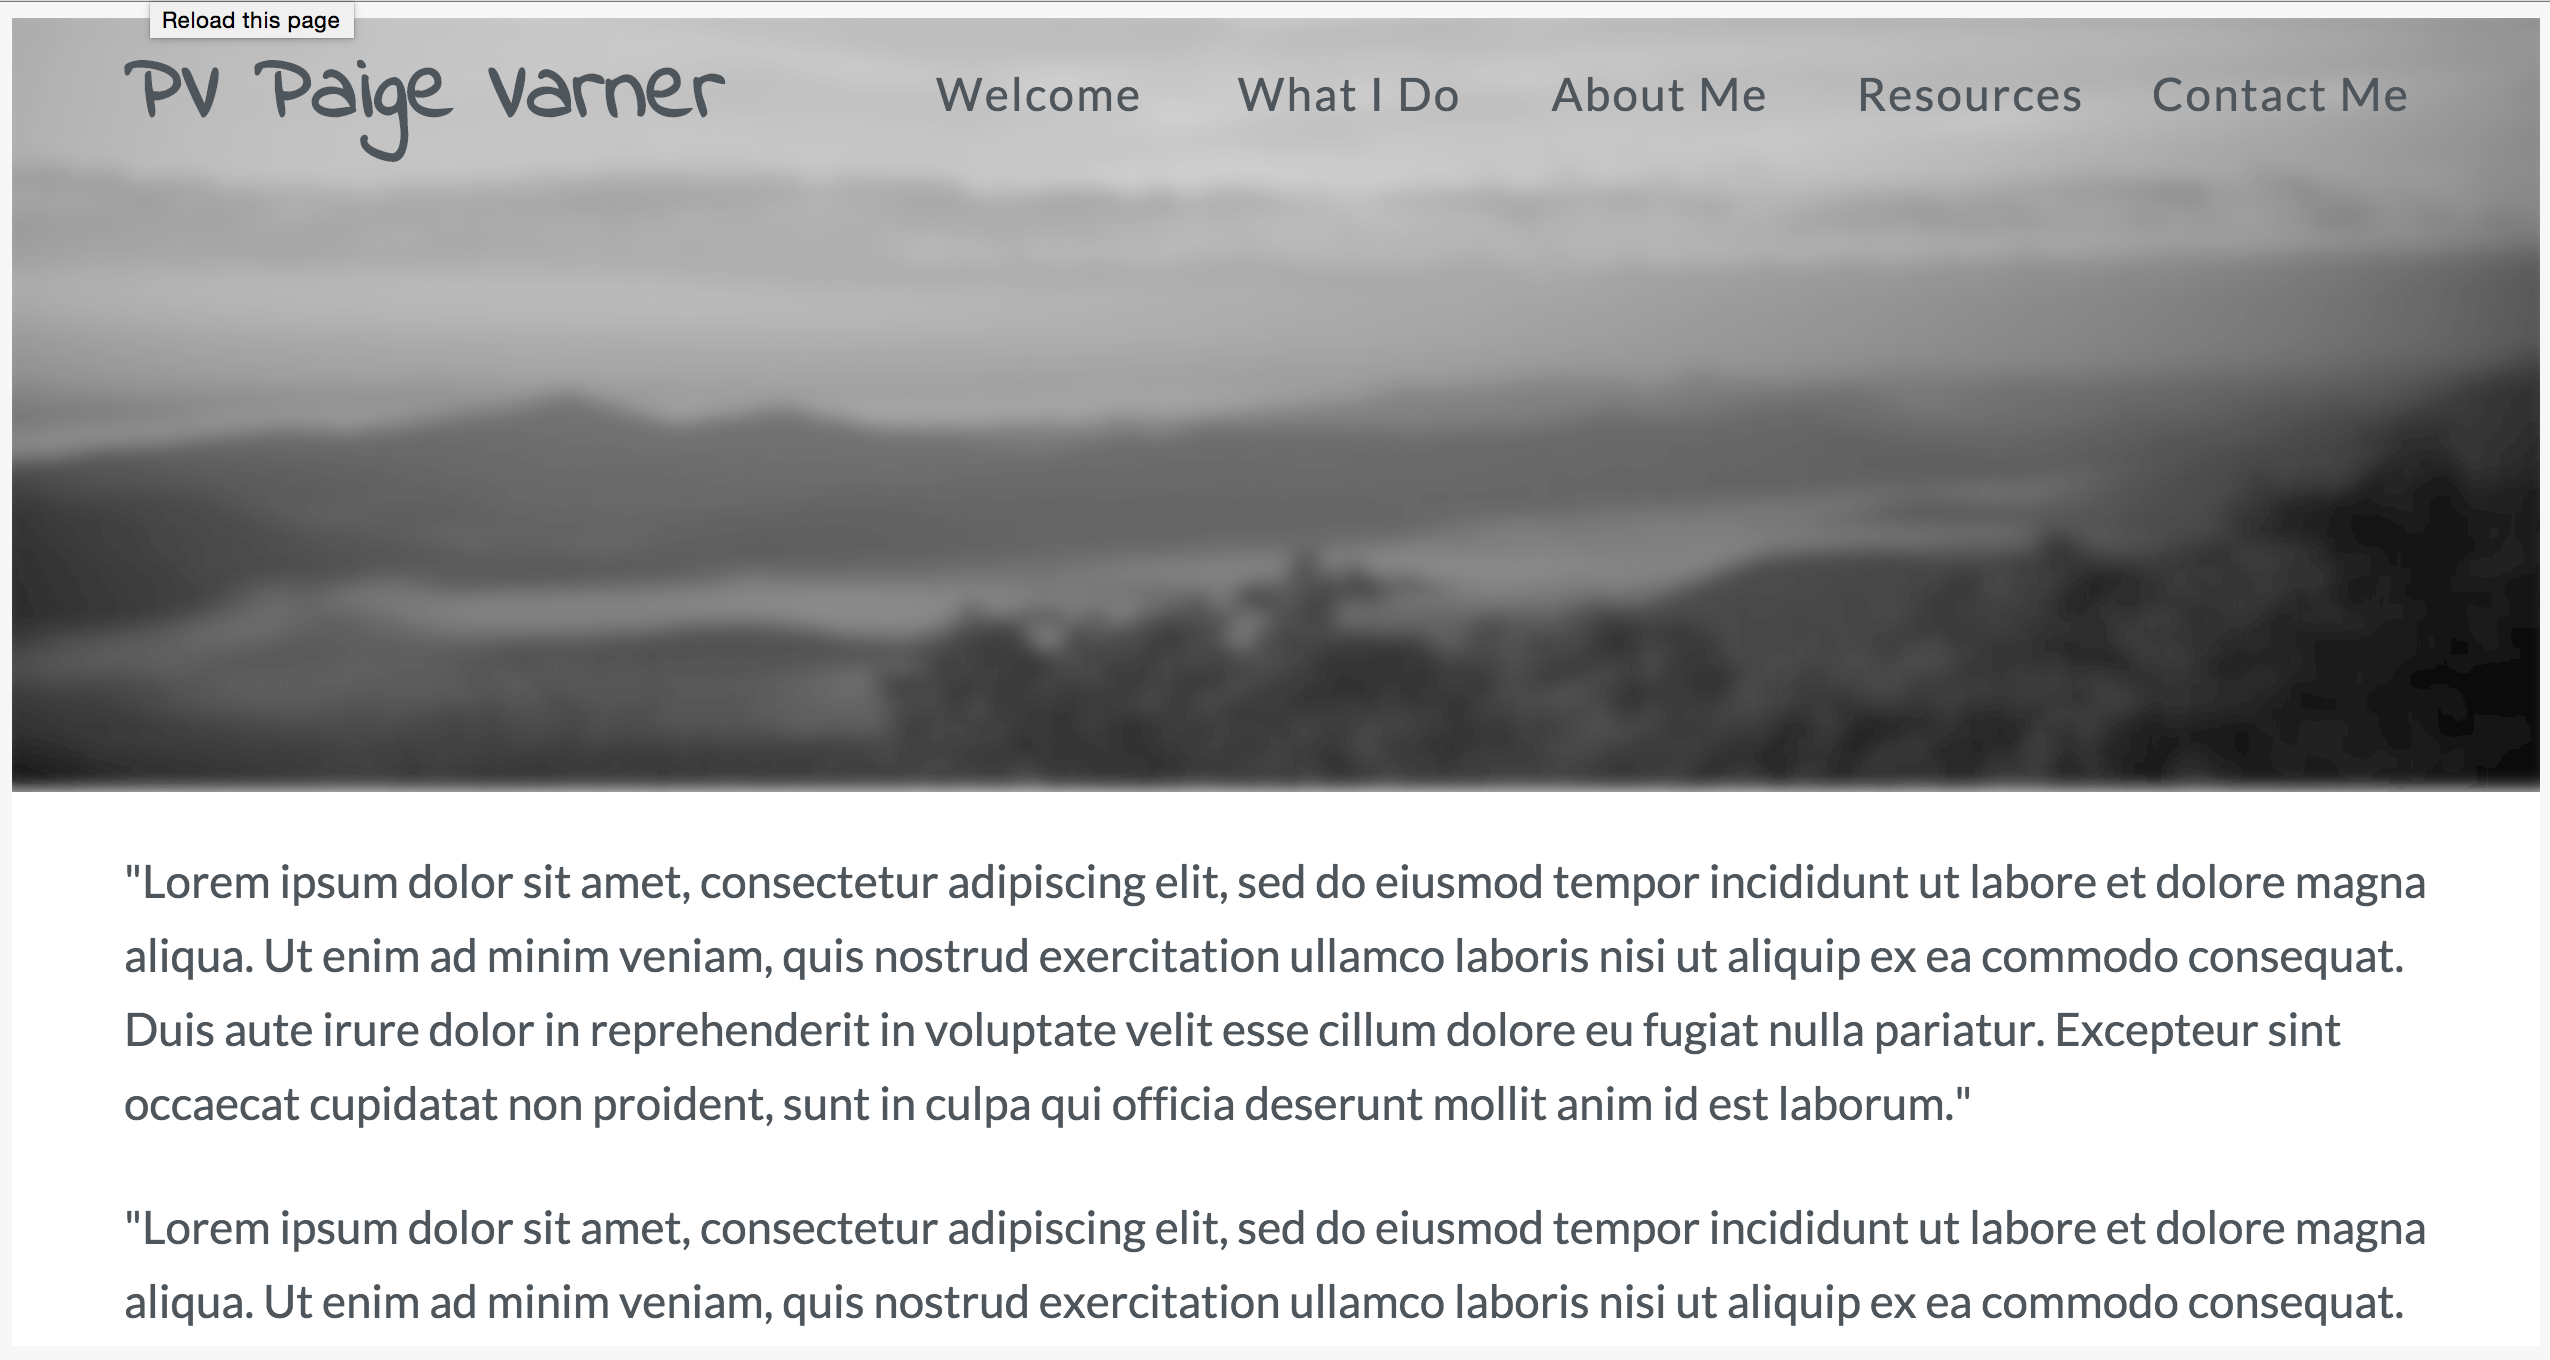 Reload this page
PV Paige Varner
Welcome What I Do About Me Resources Contact Me
"Lorem ipsum dolor sit amet, consectetur adipiscing elit, sed do eiusmod tempor incididunt ut labore et dolore magna
aliqua. Ut enim ad minim veniam, quis nostrud exercitation ullamco laboris nisi ut aliquip ex ea commodo consequat.
Duis aute irure dolor in reprehenderit in voluptate velit esse cillum dolore eu fugiat nulla pariatur. Excepteur sint
occaecat cupidatat non proident, sunt in culpa qui officia deserunt mollit anim id est laborum."
"Lorem ipsum dolor sit amet, consectetur adipiscing elit, sed do eiusmod tempor incididunt ut labore et dolore magna
aliqua. Ut enim ad minim veniam, quis nostrud exercitation ullamco laboris nisi ut aliquip ex ea commodo consequat.